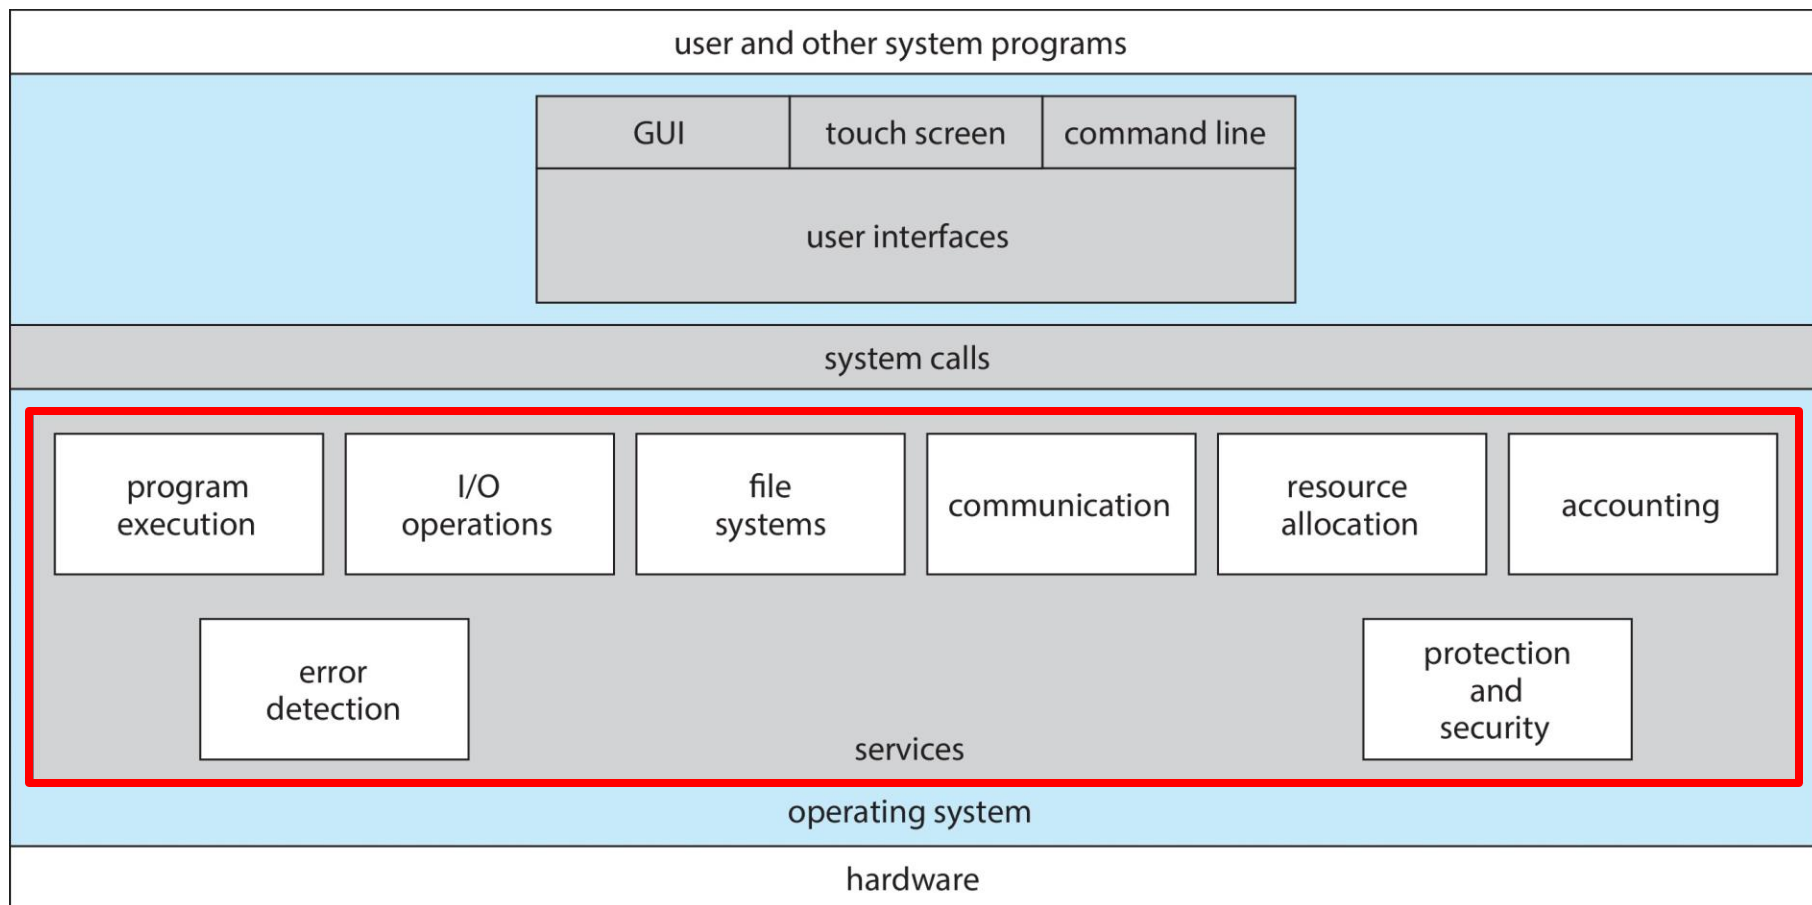 user and other system programs
GUI
touch screen
command line
user interfaces
system calls
program
execution
I/O
operations
file
systems
communication
resource
allocation
accounting
error
detection
protection
and
security
services
operating system
hardware